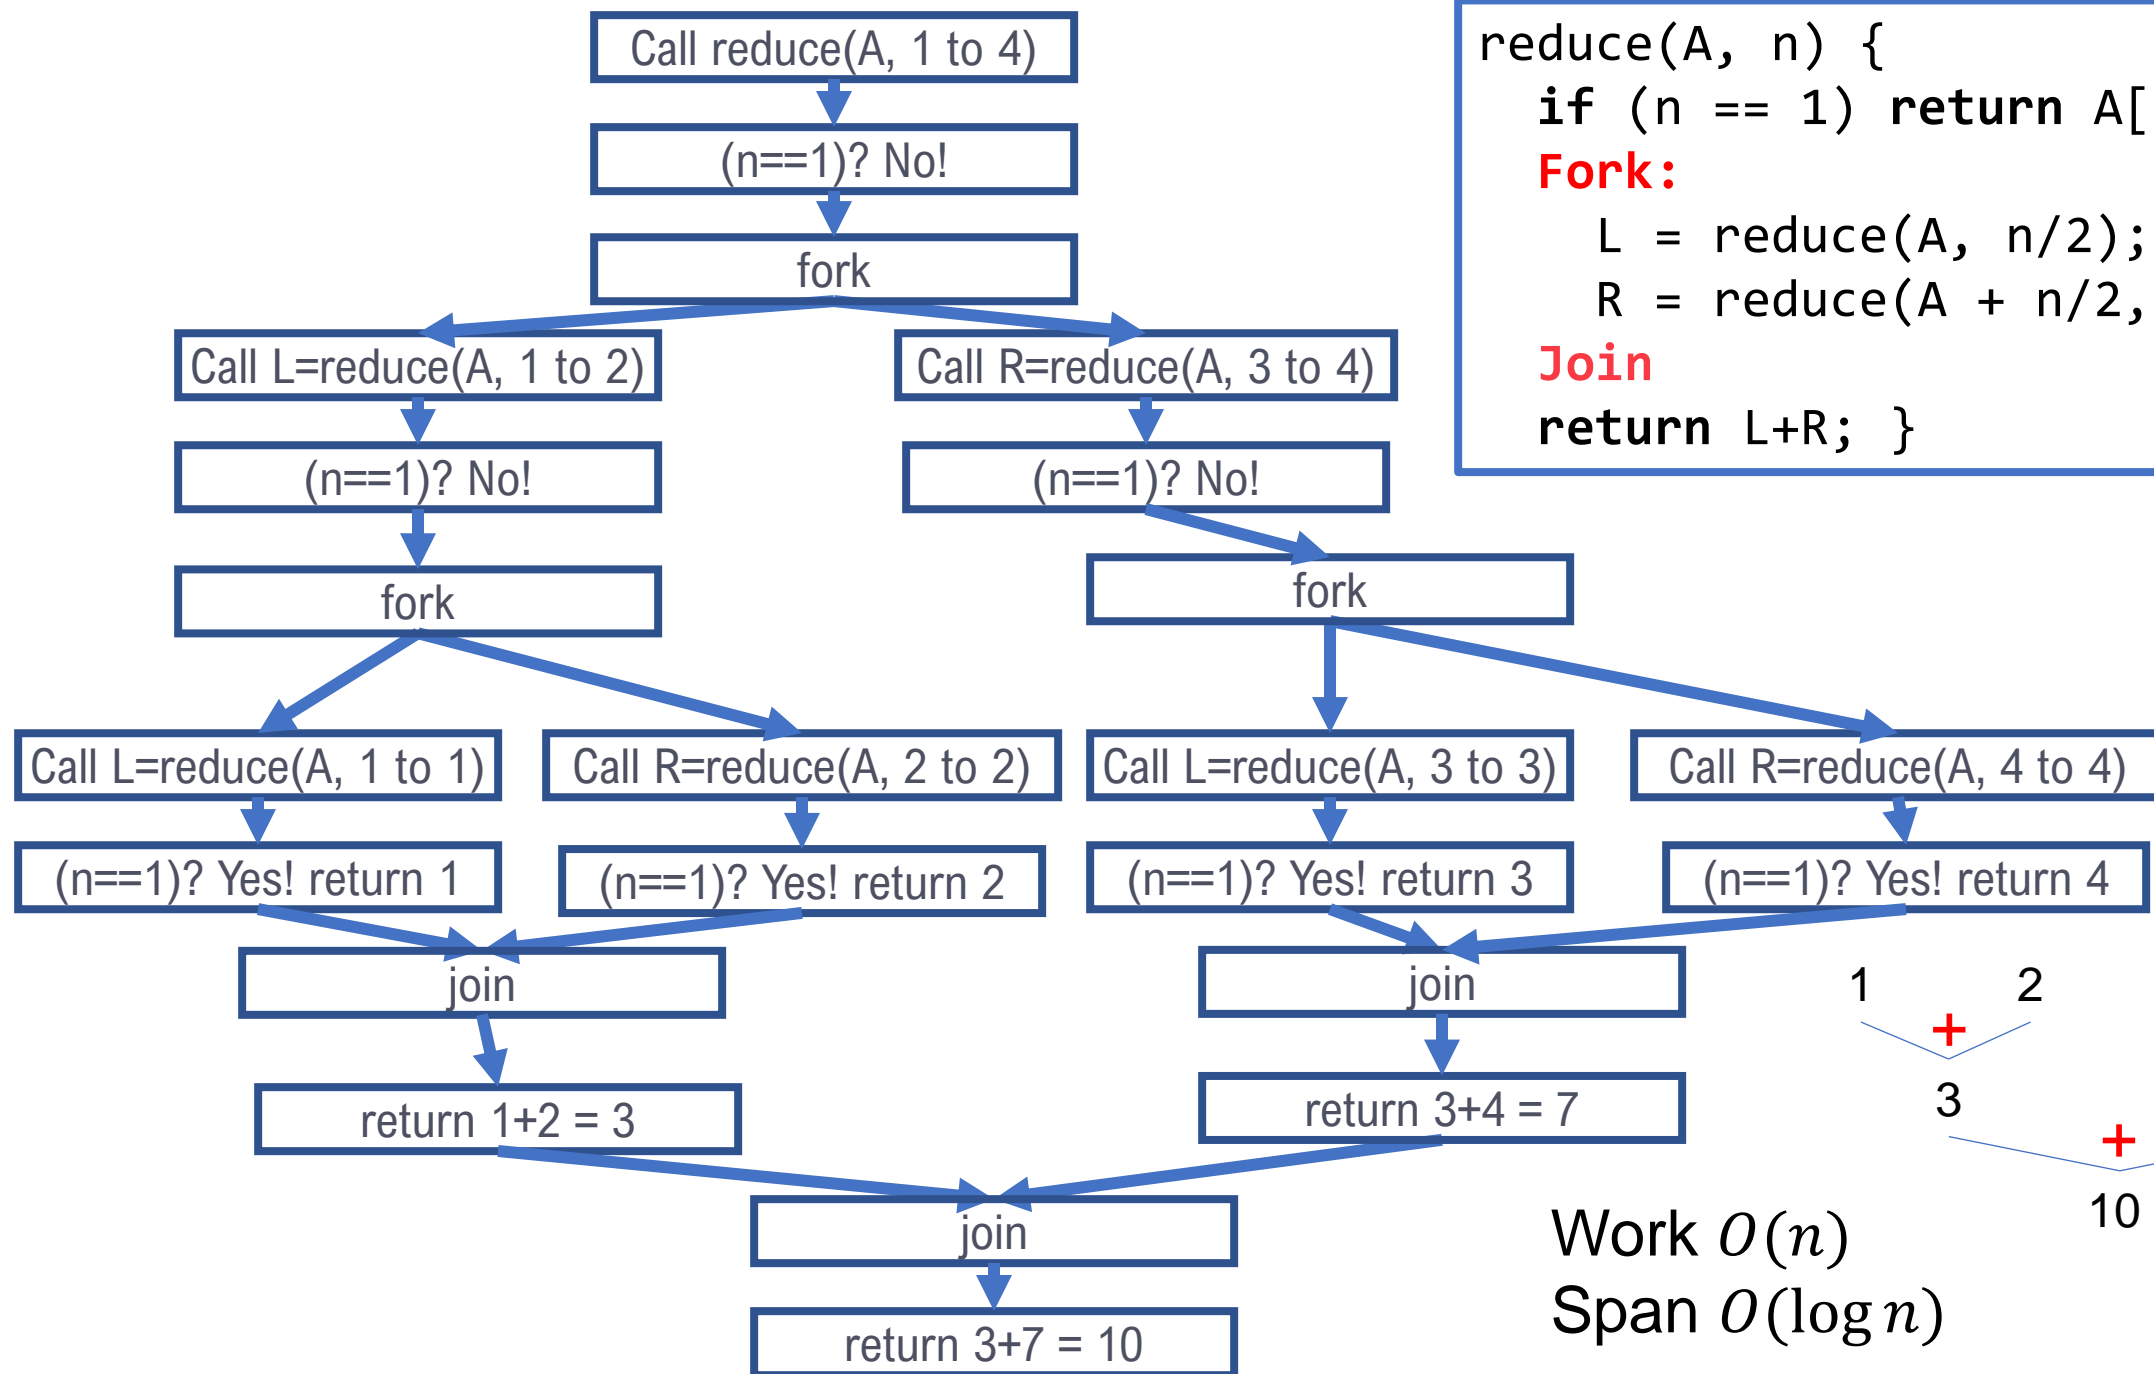 Call reduce(A, 1 to 4)
(n==1)? No!
fork
Call L=reduce(A, 1 to 2)
Call R=reduce(A, 3 to 4)
(n==1)? No!
(n==1)? No!
fork
fork
Call L=reduce(A, 1 to 1)
Call R=reduce(A, 2 to 2)
Call L=reduce(A, 3 to 3)
Call R=reduce(A, 4 to 4)
(n==1)? Yes! return 1
(n==1)? Yes! return 2
(n==1)? Yes! return 3
(n==1)? Yes! return 4
join
join
return 1+2 = 3
return 3+4 = 7
join
return 3+7 = 10
reduce(A, n) {
if (n == 1) return A[
Fork:
L = reduce(A, n/2);
R = reduce(A + n/2,
Join
return L+R; }
1 2
+
3
+
10
Work O(n)
Span O(log n)